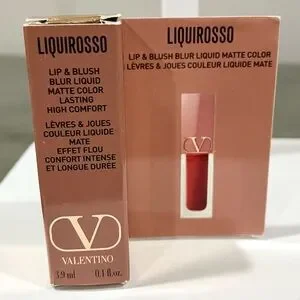 LIQUIROSSO
LIP & BLUSH
BLUR LIQUID
MATTE COLOR
LASTING
HIGH COMFORT
LÈVRES & JOUES
COULEUR LIQUIDE
MATE
EFFET FLOU
CONFORT INTENSE
ET LONGUE DURÉE
V
VALENTINO
3.9 ml 0.1 fl.oz.
LIQUIROSSO
LIP & BLUSH BLUR LIQUID MATTE COLOR
LÈVRES & JOUES COULEUR LIQUIDE MATE
V